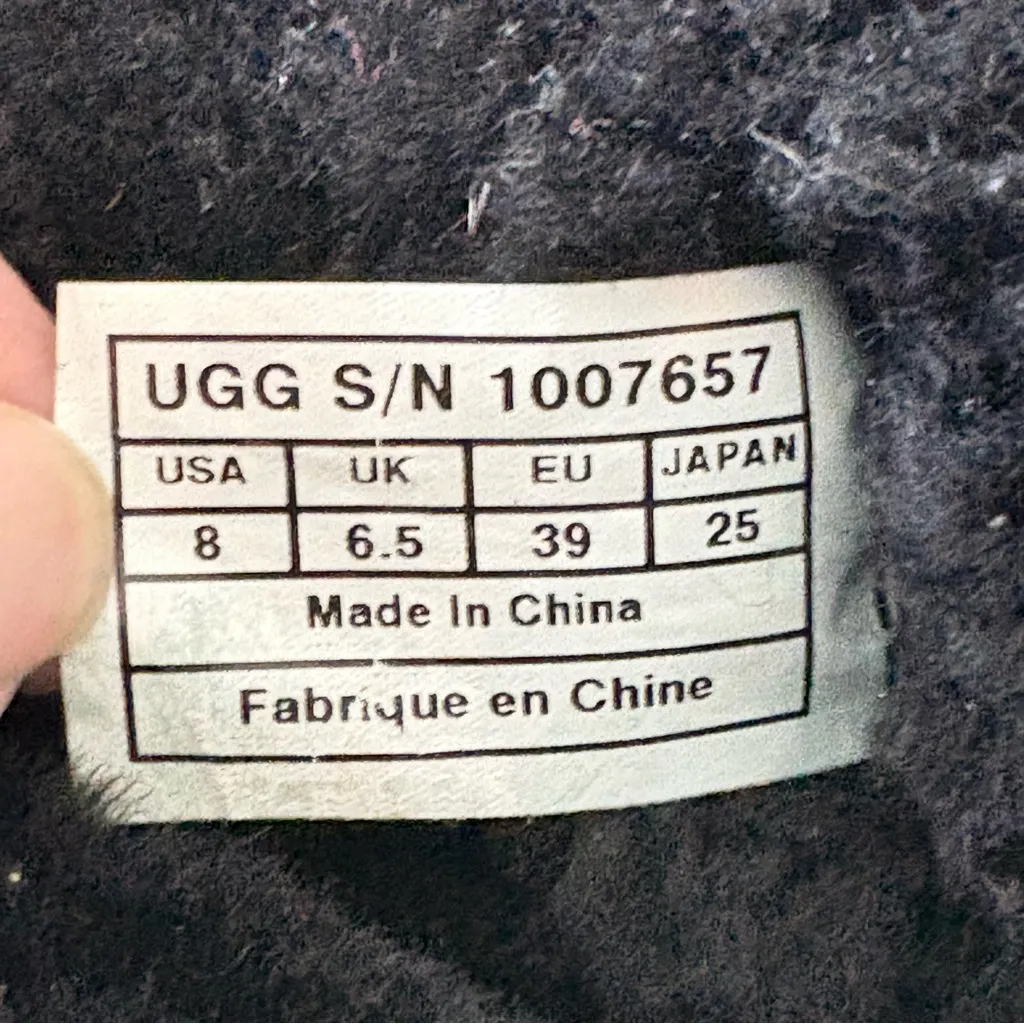 UGG S/N 1007657
USA UK EU JAPAN
8 6.5 39 25
Made In China
Fabrique en Chine